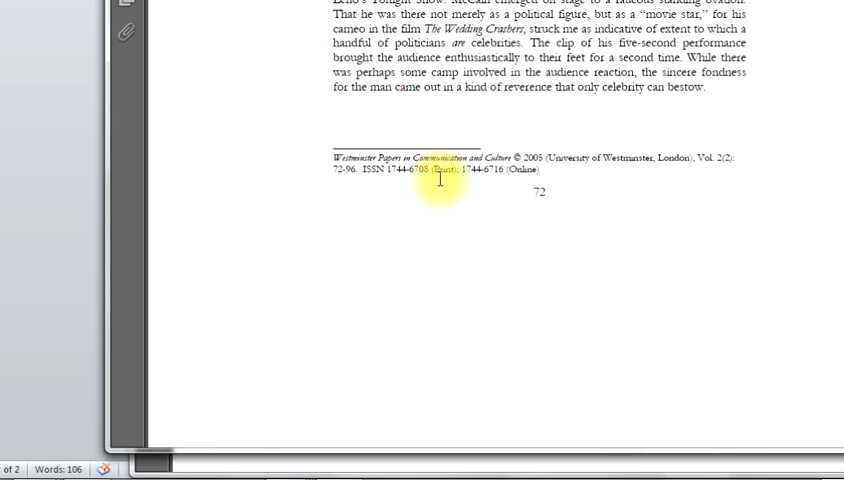 That he was there not merely as a political figure, but as a "movie star," for his
cameo in the film The Wedding Crashers, struck me as indicative of extent to which a
handful of politicians are celebrities. The clip of his five-second performance
brought the audience enthusiastically to their feet for a second time. While there
was perhaps some camp involved in the audience reaction, the sincere fondness
for the man came out in a kind of reverence that only celebrity can bestow.
Westminster Papers in Communication and Culture © 2005 (University of Westminster, London), Vol. 2(2):
72-96. ISSN 1744-6708 (Print); 1744-6716 (Online)
72
of 2
Words: 106